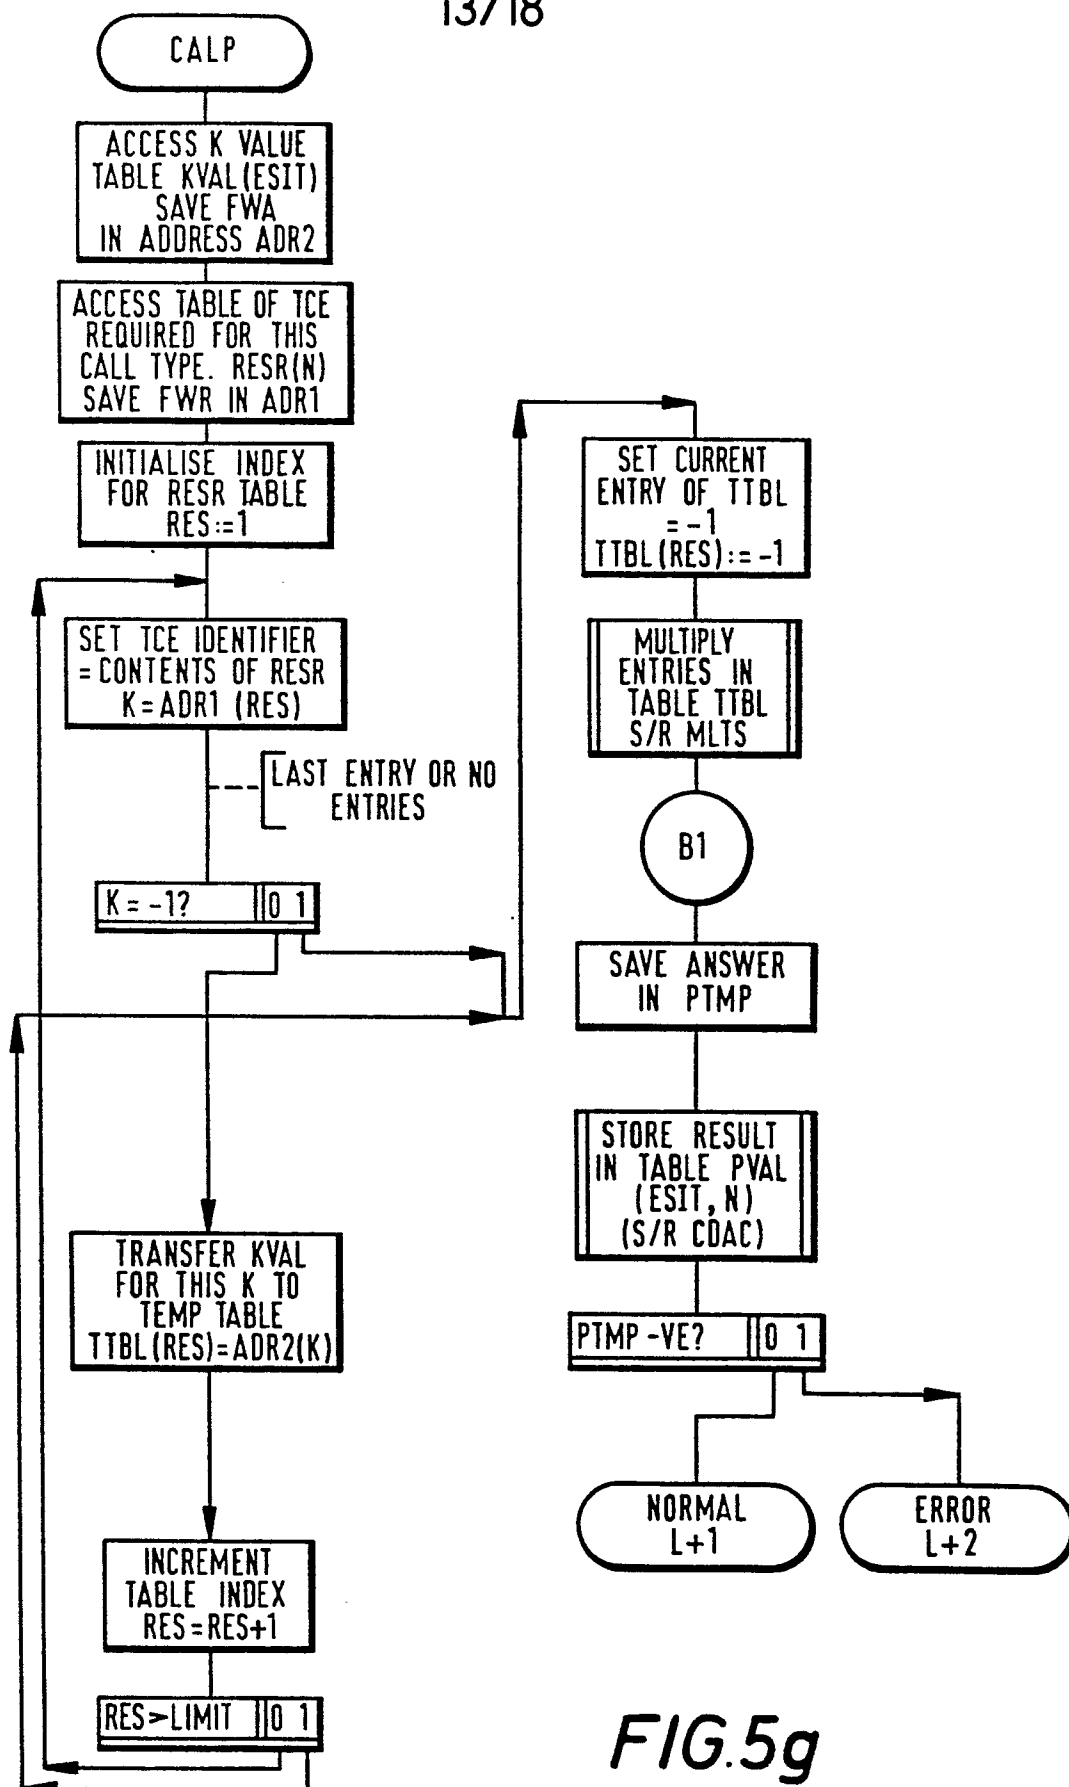 13/18
CALP
ACCESS K VALUE
TABLE KVAL(ESIT)
SAVE FWA
IN ADDRESS ADR2
ACCESS TABLE OF TCE
REQUIRED FOR THIS
CALL TYPE. RESR(N)
SAVE FWR IN ADR1
INITIALISE INDEX
FOR RESR TABLE
RES:=1
SET TCE IDENTIFIER
=CONTENTS OF RESR
K=ADR1 (RES)
LAST ENTRY OR NO
ENTRIES
K = -1? 0 1
TRANSFER KVAL
FOR THIS K TO
TEMP TABLE
TTBL(RES)=ADR2(K)
INCREMENT
TABLE INDEX
RES=RES+1
RES>LIMIT 0 1
SET CURRENT
ENTRY OF TTBL
=-1
TTBL(RES):=-1
MULTIPLY
ENTRIES IN
TABLE TTBL
S/R MLTS
B1
SAVE ANSWER
IN PTMP
STORE RESULT
IN TABLE PVAL
(ESIT, N)
(S/R CDAC)
PTMP -VE? 0 1
NORMAL
L+1
ERROR
L+2
FIG.5g